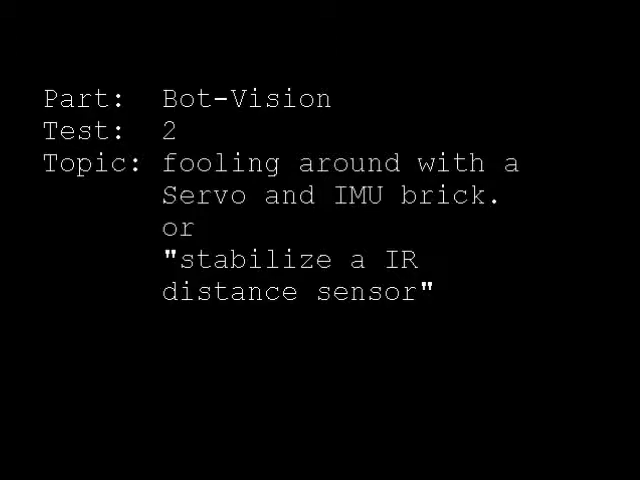 Part: Bot-Vision
Test: 2
Topic: fooling around with a
Servo and IMU brick.
or
"stabilize a IR
distance sensor"